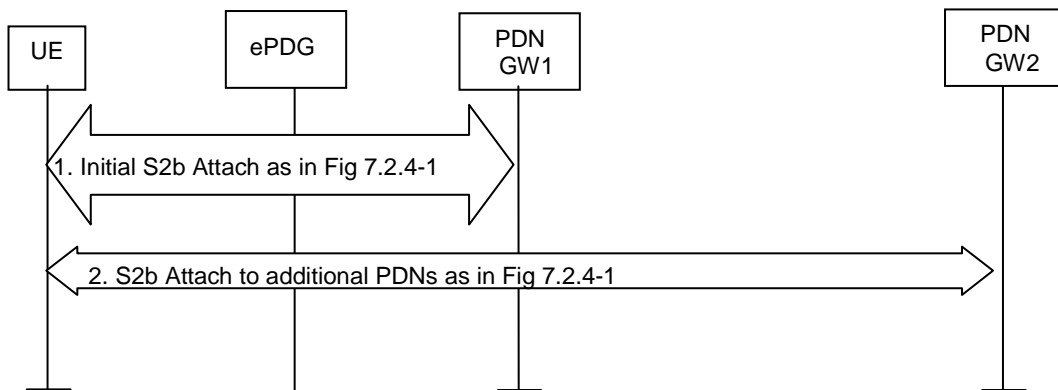 UE
ePDG
PDN
GW1
PDN
GW2
1. Initial S2b Attach as in Fig 7.2.4-1
2. S2b Attach to additional PDNs as in Fig 7.2.4-1